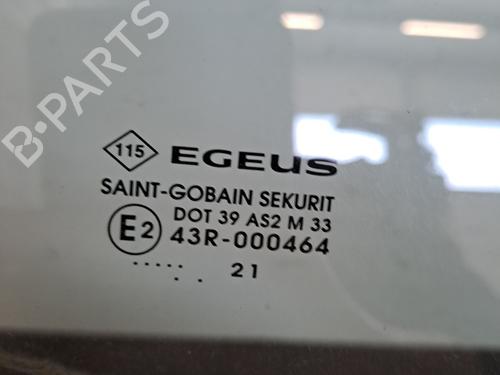 B-PARTS
115 EGEUS
SAINT-GOBAIN SEKURIT
DOT 39 AS2 M 33
E2 43R-000464
..... .... 21
. ..